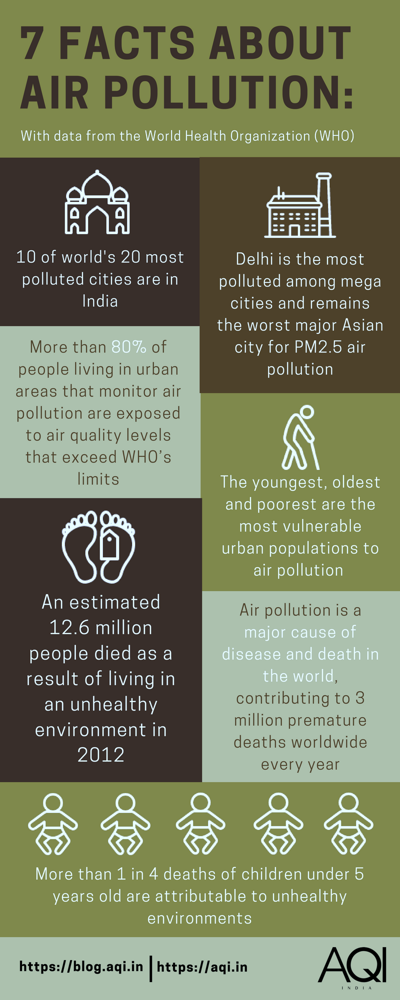 7 FACTS ABOUT
AIR POLLUTION:
With data from the World Health Organization (WHO)
10 of world's 20 most
polluted cities are in
India
Delhi is the most
polluted among mega
cities and remains
the worst major Asian
city for PM2.5 air
pollution
More than 80% of
people living in urban
areas that monitor air
pollution are exposed
to air quality levels
that exceed WHO’s
limits
The youngest, oldest
and poorest are the
most vulnerable
urban populations to
air pollution
An estimated
12.6 million
people died as a
result of living in
an unhealthy
environment in
2012
Air pollution is a
major cause of
disease and death in
the world,
contributing to 3
million premature
deaths worldwide
every year
More than 1 in 4 deaths of children under 5
years old are attributable to unhealthy
environments
https://blog.aqi.in | https://aqi.in
AQI
INDIA